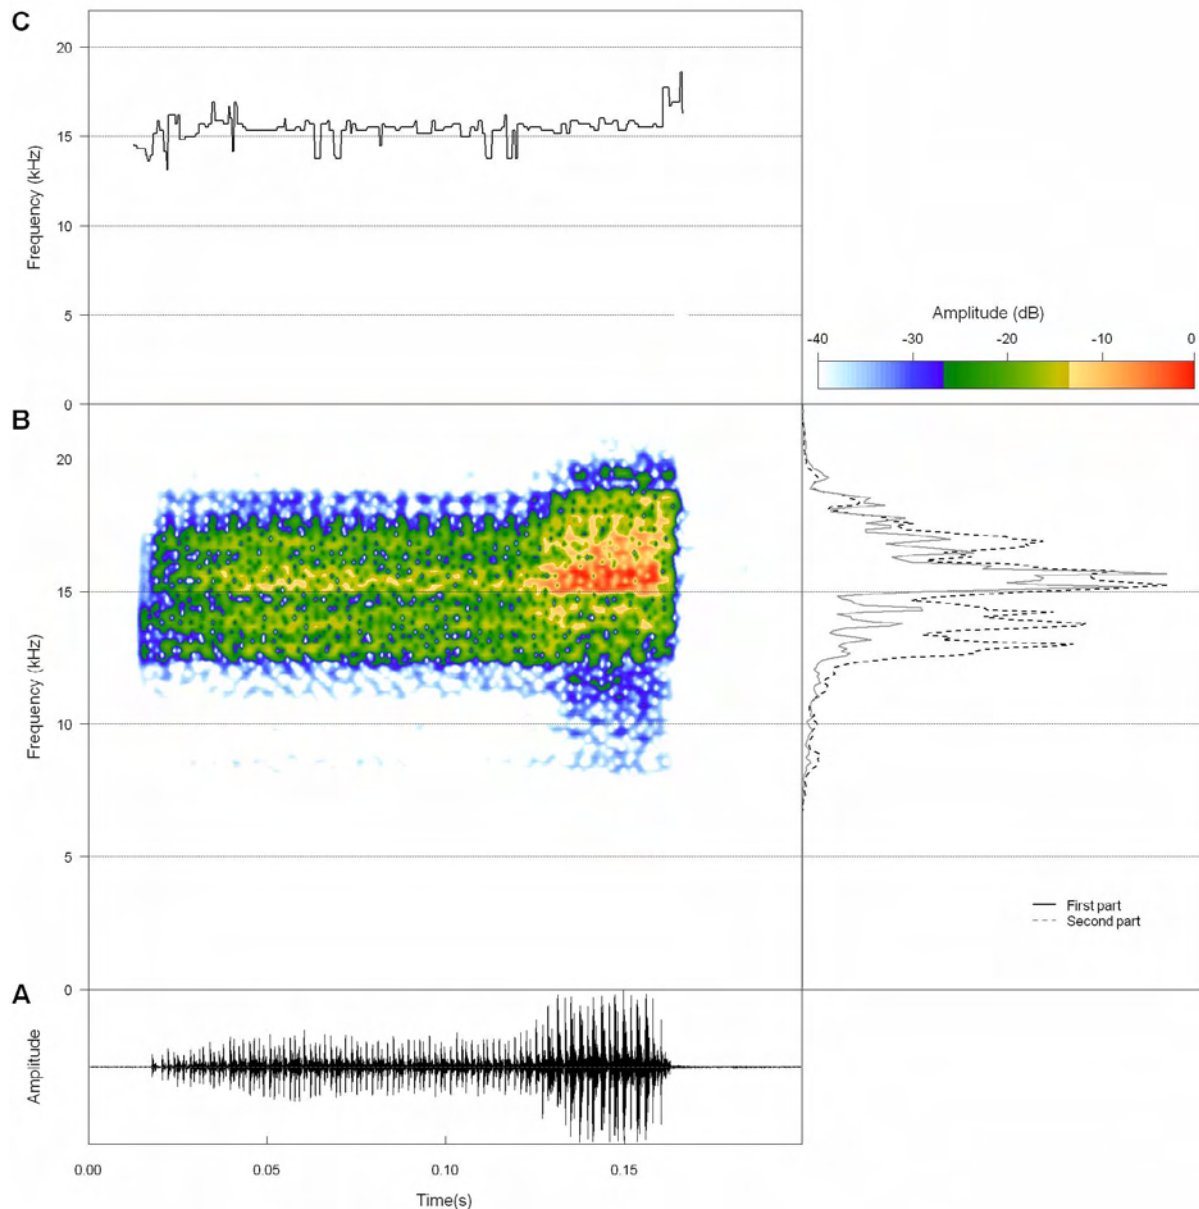 C
20
15
10
5
0
Frequency (kHz)
Amplitude (dB)
-40 -30 -20 -10 0
B
20
15
10
5
0
Frequency (kHz)
First part
Second part
A
Amplitude
0.00 0.05 0.10 0.15
Time(s)